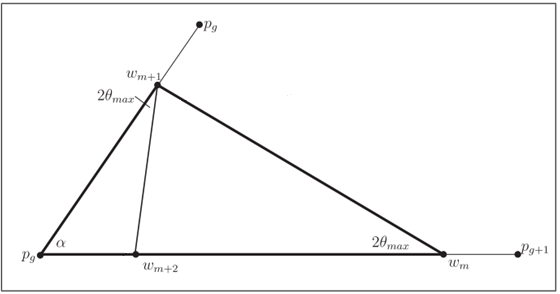 p_g
w_{m+1}
2θ_{max}
p_g
α
w_{m+2}
2θ_{max}
w_m
p_{g+1}